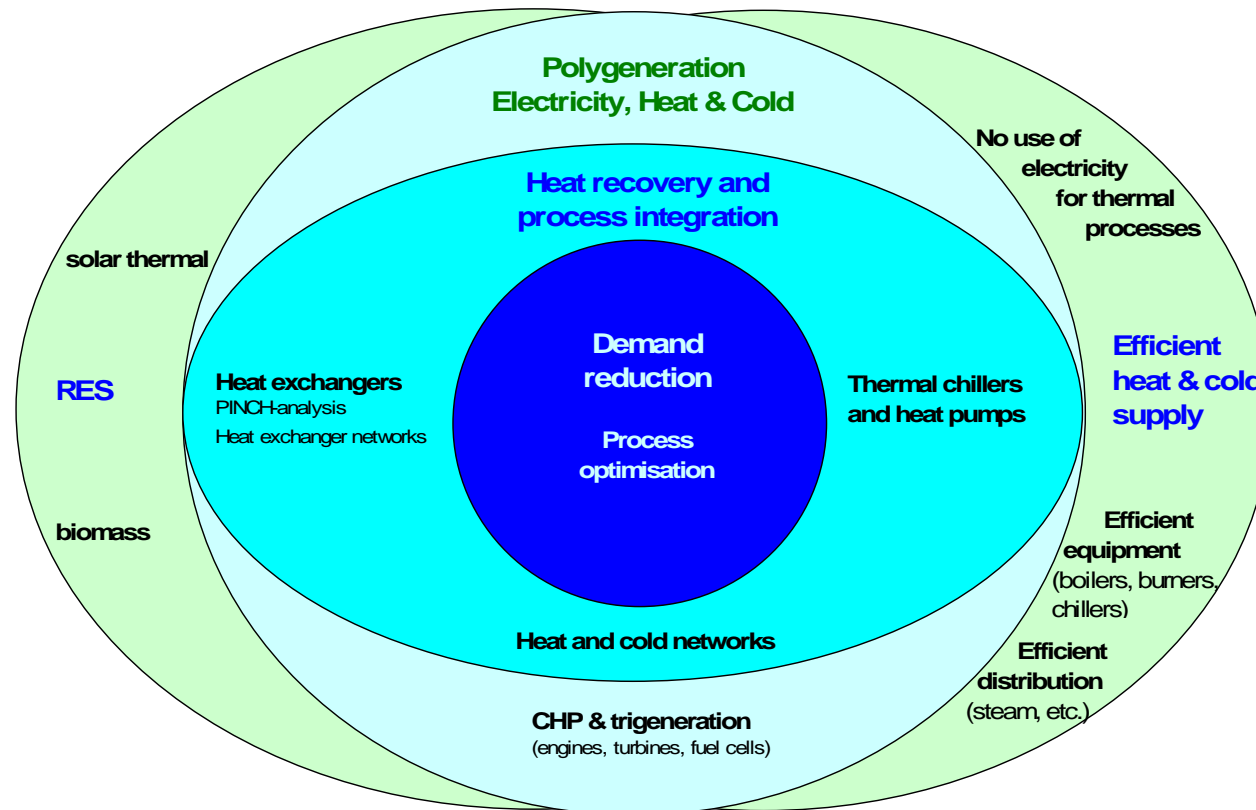 Polygeneration
Electricity, Heat & Cold
No use of
electricity
for thermal
processes
Heat recovery and
process integration
solar thermal
Demand
reduction
Process
optimisation
RES
Heat exchangers
PINCH-analysis
Heat exchanger networks
Thermal chillers
and heat pumps
Efficient
heat & cold
supply
biomass
Efficient
equipment
(boilers, burners,
chillers)
Heat and cold networks
Efficient
distribution
(steam, etc.)
CHP & trigeneration
(engines, turbines, fuel cells)